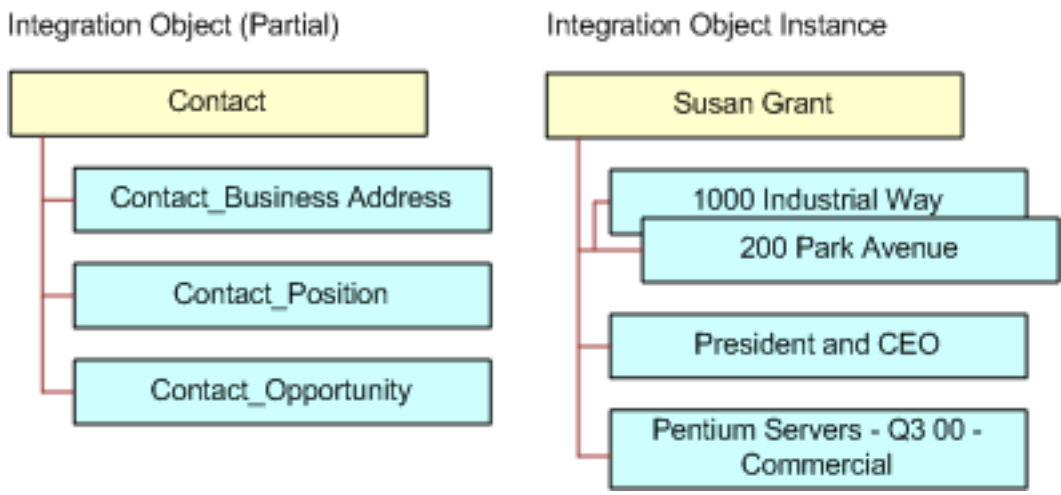 Integration Object (Partial)
Contact
Contact_Business Address
Contact_Position
Contact_Opportunity
Integration Object Instance
Susan Grant
1000 Industrial Way
200 Park Avenue
President and CEO
Pentium Servers - Q3 00 -
Commercial